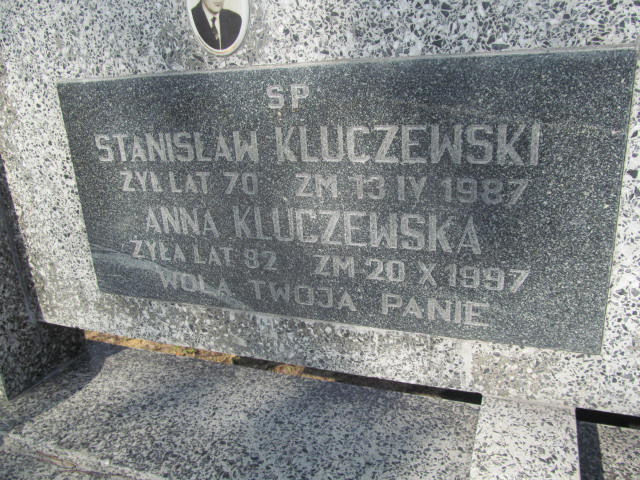 SP
STANISŁAW KLUCZEWSKI
ŻYŁ LAT 70 ZM 13 IV 1987
ANNA KLUCZEWSKA
ŻYŁA LAT 82 ZM 20 X 1997
WOLA TWOJA PANIE